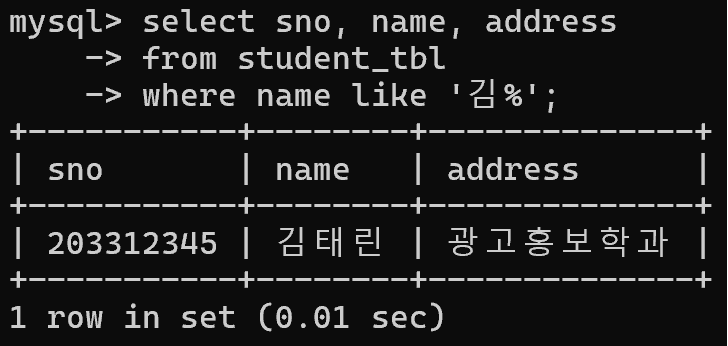 mysql> select sno, name, address
    -> from student_tbl
    -> where name like '김%';
+-----------+--------+--------------+
| sno       | name   | address      |
+-----------+--------+--------------+
| 203312345 | 김태린 | 광고홍보학과 |
+-----------+--------+--------------+
1 row in set (0.01 sec)